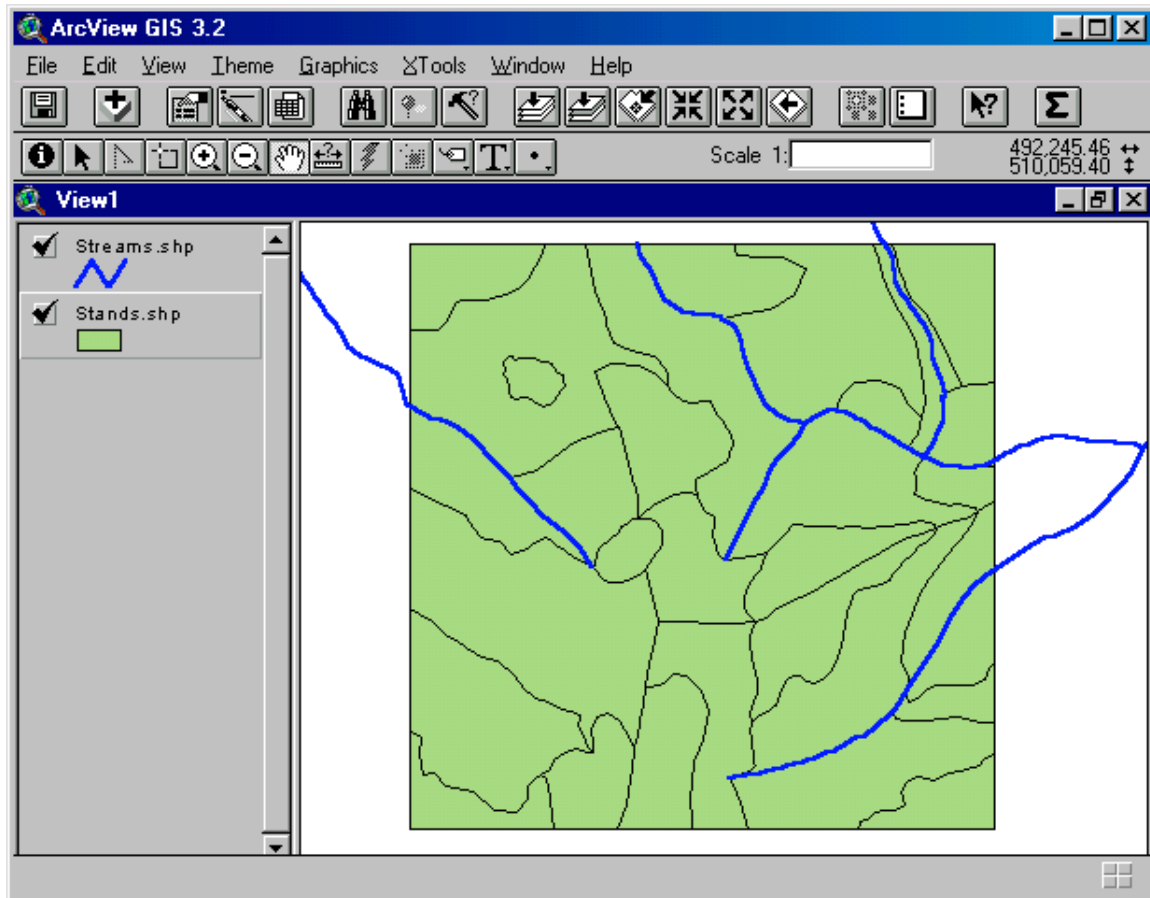 ArcView GIS 3.2
File Edit View Theme Graphics XTools Window Help
Scale 1:
492,245.46
510,059.40
View1
Streams.shp
Stands.shp